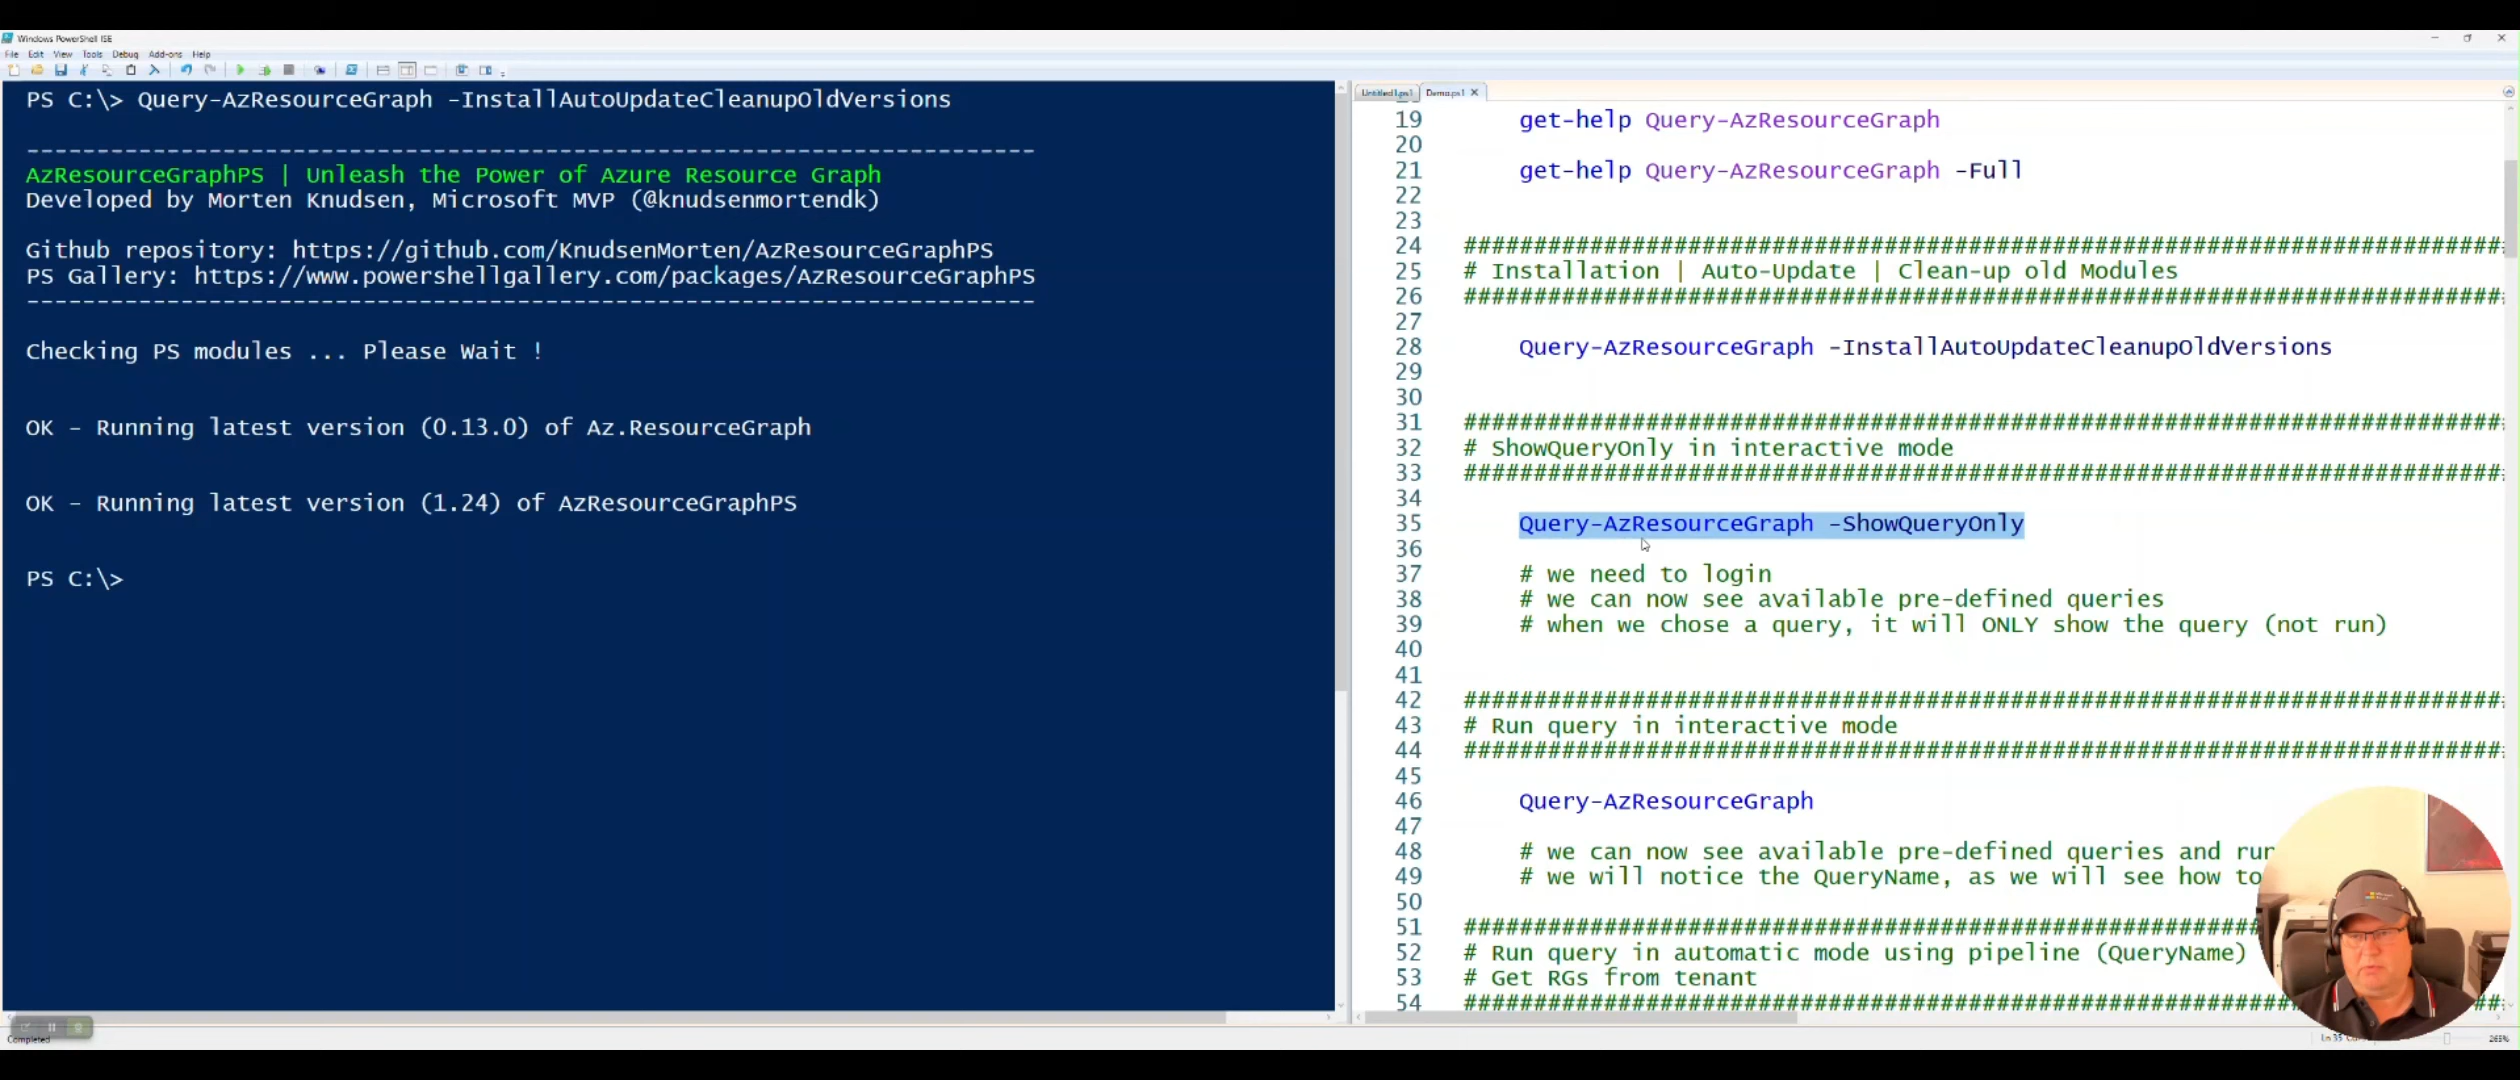 Windows PowerShell ISE
File Edit View Tools Debug Add-ons Help
PS C:\> Query-AzResourceGraph -InstallAutoUpdateCleanupOldVersions
------------------------------------------------------------------------
AzResourceGraphPS | Unleash the Power of Azure Resource Graph
Developed by Morten Knudsen, Microsoft MVP (@knudsenmortendk)
Github repository: https://github.com/KnudsenMorten/AzResourceGraphPS
PS Gallery: https://www.powershellgallery.com/packages/AzResourceGraphPS
------------------------------------------------------------------------
Checking PS modules ... Please Wait !
OK - Running latest version (0.13.0) of Az.ResourceGraph
OK - Running latest version (1.24) of AzResourceGraphPS
PS C:\>
Completed
Untitled1.ps1 Demo.ps1
19 get-help Query-AzResourceGraph
20
21 get-help Query-AzResourceGraph -Full
22
23
24 ##########################################################################
25 # Installation | Auto-Update | Clean-up old Modules
26 ##########################################################################
27
28 Query-AzResourceGraph -InstallAutoUpdateCleanupOldVersions
29
30
31 ##########################################################################
32 # ShowQueryOnly in interactive mode
33 ##########################################################################
34
35 Query-AzResourceGraph -ShowQueryOnly
36
37 # we need to login
38 # we can now see available pre-defined queries
39 # when we chose a query, it will ONLY show the query (not run)
40
41
42 ##########################################################################
43 # Run query in interactive mode
44 ##########################################################################
45
46 Query-AzResourceGraph
47
48 # we can now see available pre-defined queries and run
49 # we will notice the QueryName, as we will see how to
50
51 #########################################################
52 # Run query in automatic mode using pipeline (QueryName)
53 # Get RGs from tenant
54 #########################################################
Ln 35
265%